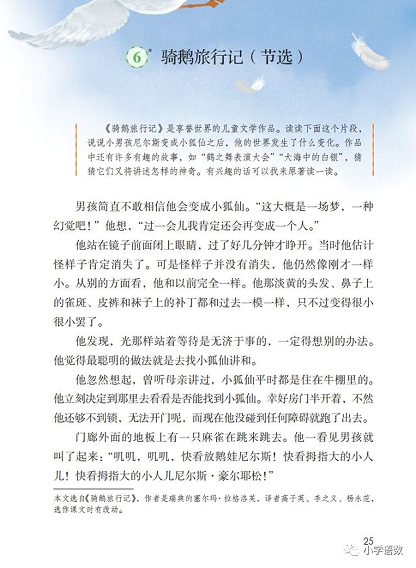 6 骑鹅旅行记（节选）
《骑鹅旅行记》是享誉世界的儿童文学作品。读读下面这个片段，
说说小男孩尼尔斯变成小狐仙之后，他的世界发生了什么变化。作品
中还有许多有趣的故事，如“鹤之舞表演大会”“大海中的白银”，猜
猜它们又将讲述怎样的神奇。有兴趣的话可以找来原著读一读。
男孩简直不敢相信他会变成小狐仙。“这大概是一场梦，一种
幻觉吧！”他想，“过一会儿我肯定还会再变成一个人。”
他站在镜子前面闭上眼睛，过了好几分钟才睁开。当时他估计
怪样子肯定消失了。可是怪样子并没有消失，他仍然像刚才一样
小。从别的方面看，他和以前完全一样。他那淡黄的头发、鼻子上
的雀斑、皮裤和袜子上的补丁都和过去一模一样，只不过变得很小
很小罢了。
他发现，光那样站着等待是无济于事的，一定得想别的办法。
他觉得最聪明的做法就是去找小狐仙讲和。
他忽然想起，曾听母亲讲过，小狐仙平时都是住在牛棚里的。
他立刻决定到那里去看看是否能找到小狐仙。幸好房门半开着，不然
他还够不到锁，无法开门呢，而现在他没碰到任何障碍就跑了出去。
门廊外面的地板上有一只麻雀在跳来跳去。他一看见男孩就
叫了起来：“叽叽，叽叽，快看放鹅娃尼尔斯！快看拇指大的小人
儿！快看拇指大的小人儿尼尔斯·豪尔耶松！”
本文选自《骑鹅旅行记》，作者是瑞典的塞尔玛·拉格洛芙，译者高子英、李之义、杨永范，
选作课文时有改动。
25
小学语数